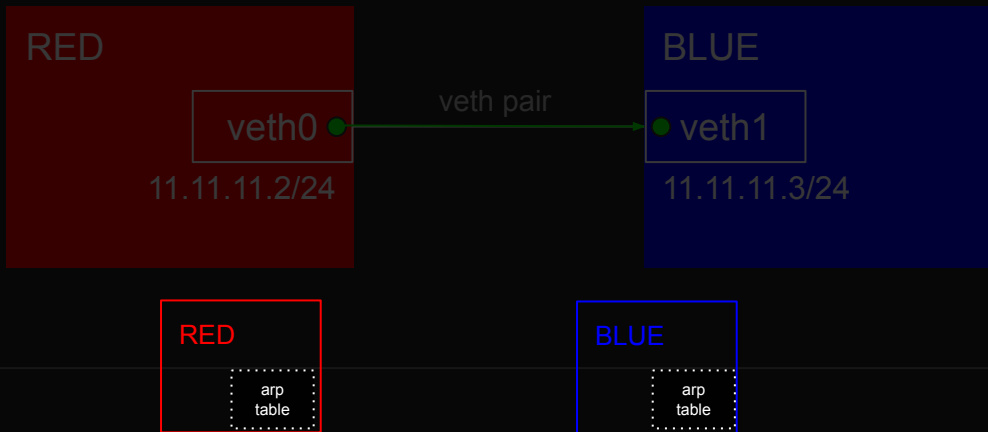 RED
BLUE
veth pair
veth0
veth1
11.11.11.2/24
11.11.11.3/24
RED
BLUE
arp
table
arp
table